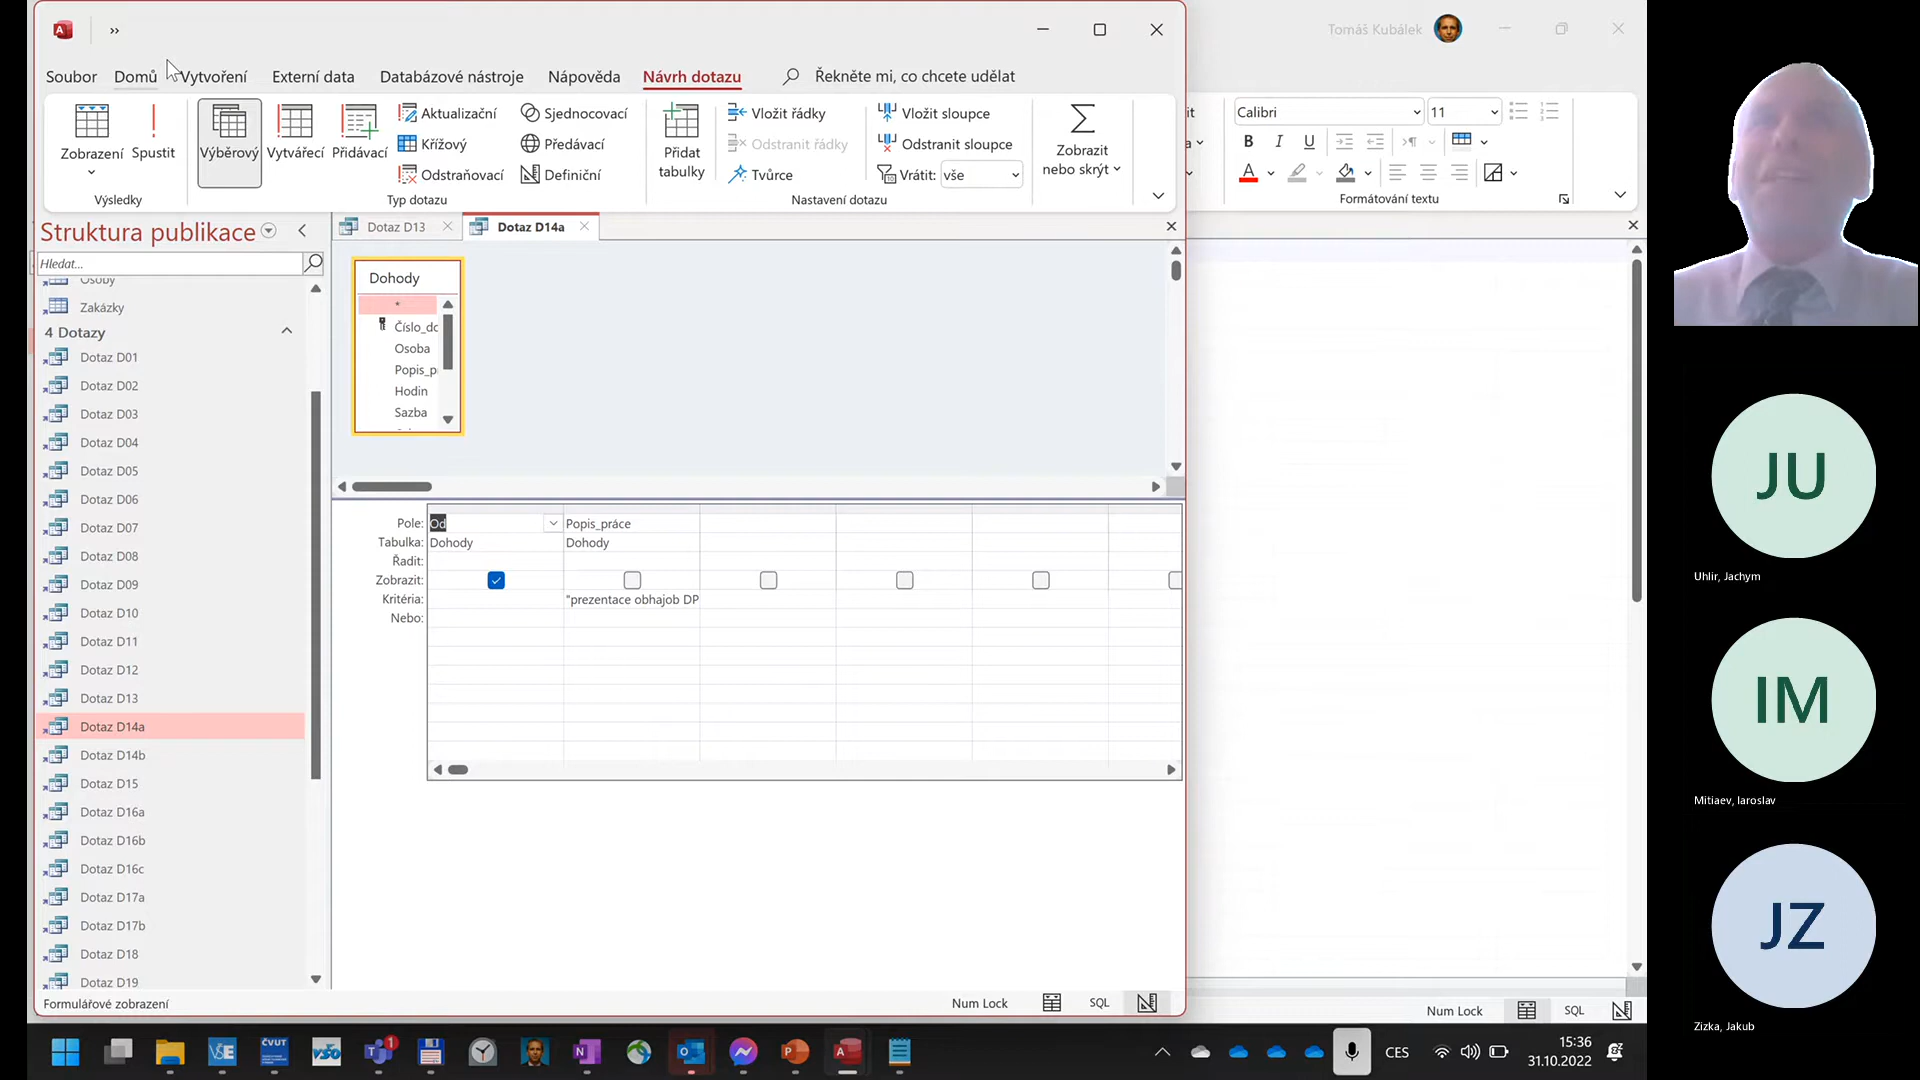 Tomáš Kubálek
Soubor Domů Vytvoření Externí data Databázové nástroje Nápověda Návrh dotazu Řekněte mi, co chcete udělat
Zobrazení Spustit
Výsledky
Výběrový Vytvářecí Přidávací
Aktualizační
Křížový
Odstraňovací
Sjednocovací
Předávací
Definiční
Typ dotazu
Přidat tabulky
Vložit řádky
Odstranit řádky
Tvůrce
Vložit sloupce
Odstranit sloupce
Vrátit: vše
Nastavení dotazu
Zobrazit nebo skrýt
Calibri 11
Formátování textu
Struktura publikace
Hledat...
Osoby
Zakázky
4 Dotazy
Dotaz D01
Dotaz D02
Dotaz D03
Dotaz D04
Dotaz D05
Dotaz D06
Dotaz D07
Dotaz D08
Dotaz D09
Dotaz D10
Dotaz D11
Dotaz D12
Dotaz D13
Dotaz D14a
Dotaz D14b
Dotaz D15
Dotaz D16a
Dotaz D16b
Dotaz D16c
Dotaz D17a
Dotaz D17b
Dotaz D18
Dotaz D19
Dotaz D13 Dotaz D14a
Dohody
*
Číslo_do
Osoba
Popis_p
Hodin
Sazba
Pole: Od Popis_práce
Tabulka: Dohody Dohody
Řadit:
Zobrazit:
Kritéria: "prezentace obhajob DP
Nebo:
Formulářové zobrazení Num Lock SQL
Num Lock SQL
CES
15:36
31.10.2022
JU
Uhlir, Jachym
IM
Mitiaev, Iaroslav
JZ
Zizka, Jakub